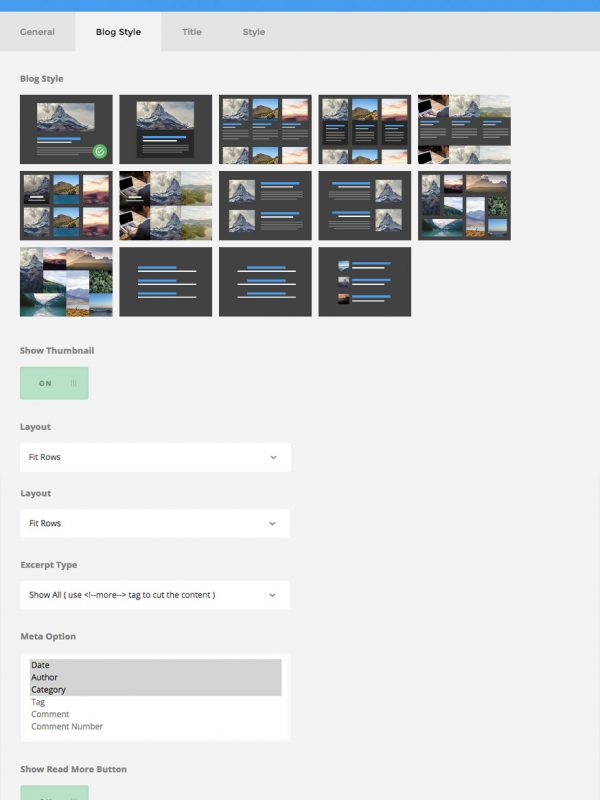 General
Blog Style
Title
Style
Blog Style
Show Thumbnail
ON
Layout
Fit Rows
Layout
Fit Rows
Excerpt Type
Show All ( use <!--more--> tag to cut the content )
Meta Option
Date
Author
Category
Tag
Comment
Comment Number
Show Read More Button